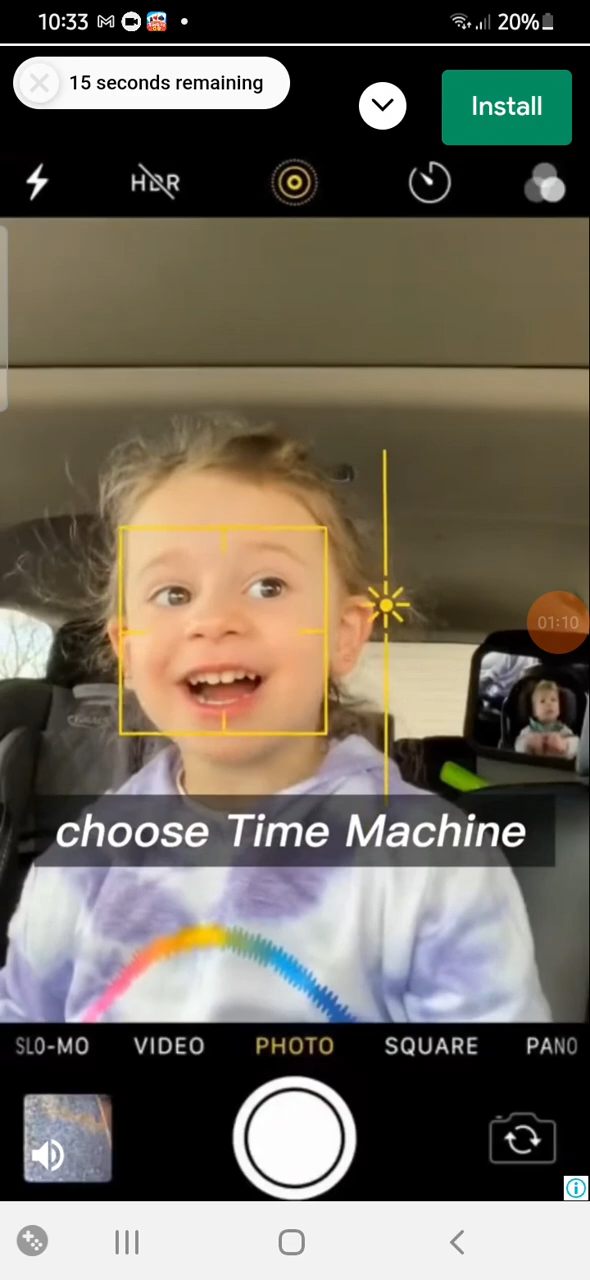 10:33
20%
15 seconds remaining
Install
HDR
01:10
choose Time Machine
SLO-MO VIDEO PHOTO SQUARE PANO